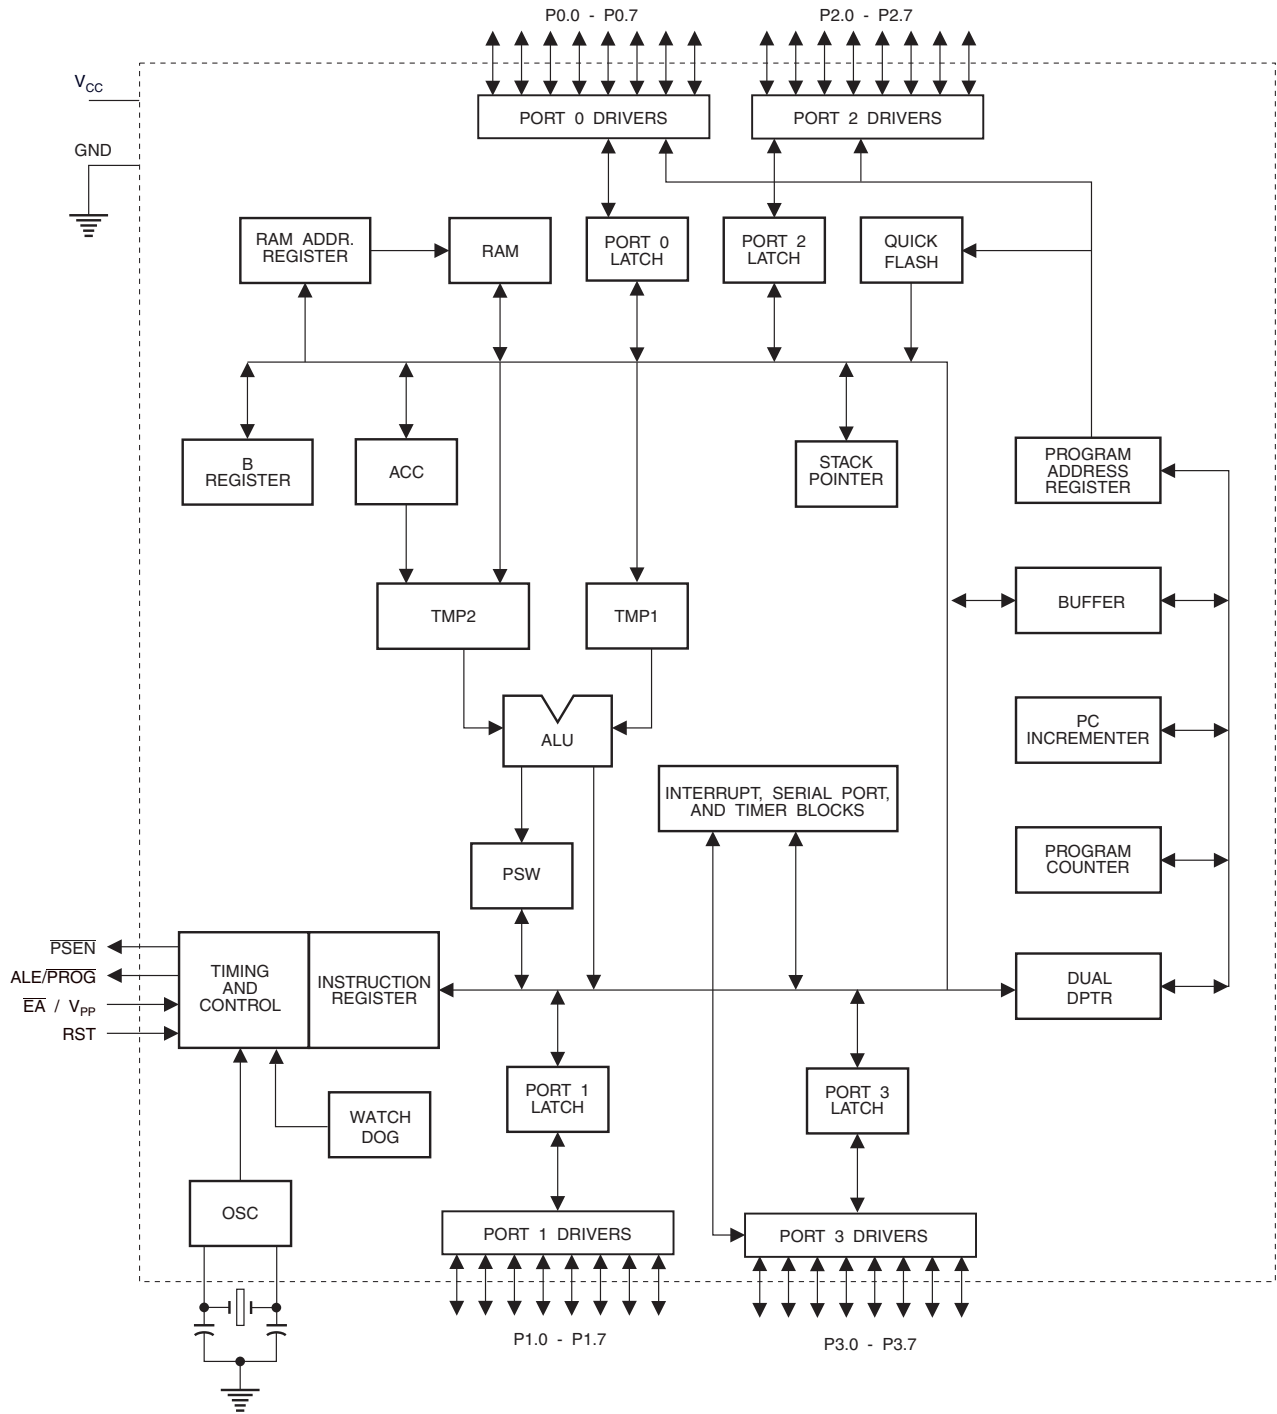 P0.0 - P0.7
P2.0 - P2.7
VCC
GND
PORT 0 DRIVERS
PORT 2 DRIVERS
RAM ADDR.
REGISTER
RAM
PORT 0
LATCH
PORT 2
LATCH
QUICK
FLASH
B
REGISTER
ACC
STACK
POINTER
PROGRAM
ADDRESS
REGISTER
TMP2
TMP1
BUFFER
ALU
PC
INCREMENTER
INTERRUPT, SERIAL PORT,
AND TIMER BLOCKS
PSW
PROGRAM
COUNTER
PSEN
ALE/PROG
EA / VPP
RST
TIMING
AND
CONTROL
INSTRUCTION
REGISTER
DUAL
DPTR
WATCH
DOG
PORT 1
LATCH
PORT 3
LATCH
OSC
PORT 1 DRIVERS
PORT 3 DRIVERS
P1.0 - P1.7
P3.0 - P3.7